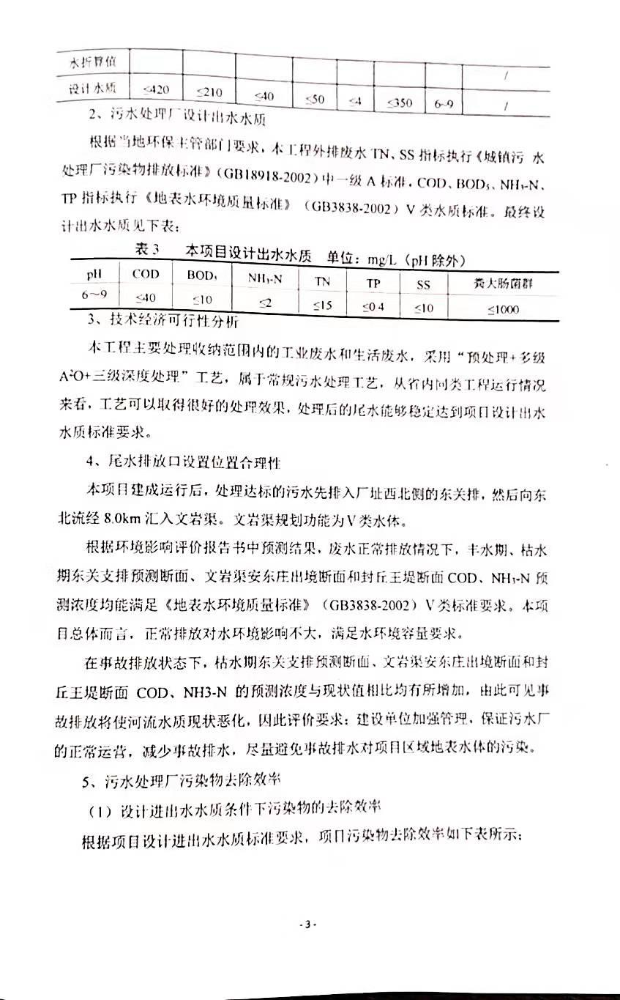 水折算值 /
设计水质 ≤420 ≤210 ≤40 ≤50 ≤4 ≤350 6~9 /
2、污水处理厂设计出水水质
根据当地环保主管部门要求，本工程外排废水 TN、SS 指标执行《城镇污 水
处理厂污染物排放标准》（GB18918-2002）中一级 A 标准，COD、BOD₅、NH₃-N、
TP 指标执行《地表水环境质量标准》（GB3838-2002）V 类水质标准。最终设
计出水水质见下表：
表 3 本项目设计出水水质 单位：mg/L（pH 除外）
pH COD BOD₅ NH₃-N TN TP SS 粪大肠菌群
6～9 ≤40 ≤10 ≤2 ≤15 ≤0.4 ≤10 ≤1000
3、技术经济可行性分析
本工程主要处理收纳范围内的工业废水和生活废水，采用“预处理+多级
A²O+三级深度处理”工艺，属于常规污水处理工艺，从省内同类工程运行情况
来看，工艺可以取得很好的处理效果，处理后的尾水能够稳定达到项目设计出水
水质标准要求。
4、尾水排放口设置位置合理性
本项目建成运行后，处理达标的污水先排入厂址西北侧的东关排，然后向东
北流经 8.0km 汇入文岩渠。文岩渠规划功能为V类水体。
根据环境影响评价报告书中预测结果，废水正常排放情况下，丰水期、枯水
期东关支排预测断面、文岩渠安东庄出境断面和封丘王堤断面 COD、NH₃-N 预
测浓度均能满足《地表水环境质量标准》（GB3838-2002）V类标准要求。本项
目总体而言，正常排放对水环境影响不大，满足水环境容量要求。
在事故排放状态下，枯水期东关支排预测断面、文岩渠安东庄出境断面和封
丘王堤断面 COD、NH3-N 的预测浓度与现状值相比均有所增加，由此可见事
故排放将使河流水质现状恶化，因此评价要求：建设单位加强管理，保证污水厂
的正常运营，减少事故排水，尽量避免事故排水对项目区域地表水体的污染。
5、污水处理厂污染物去除效率
（1）设计进出水水质条件下污染物的去除效率
根据项目设计进出水水质标准要求，项目污染物去除效率如下表所示：
- 3 -